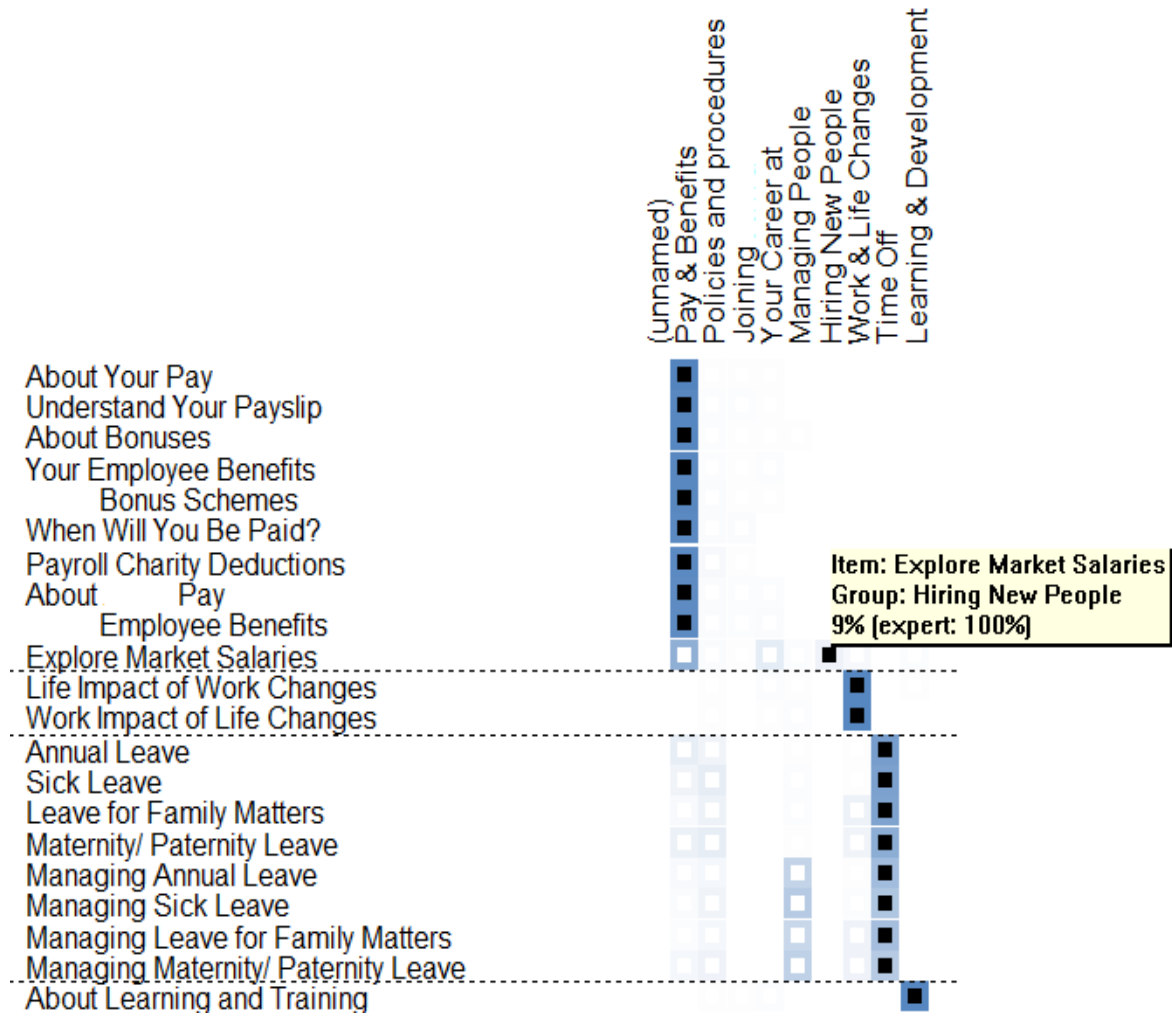 (unnamed)
Pay & Benefits
Policies and procedures
Joining
Your Career at
Managing People
Hiring New People
Work & Life Changes
Time Off
Learning & Development
About Your Pay
Understand Your Payslip
About Bonuses
Your Employee Benefits
Bonus Schemes
When Will You Be Paid?
Payroll Charity Deductions
About Pay
Employee Benefits
Explore Market Salaries
Item: Explore Market Salaries
Group: Hiring New People
9% (expert: 100%)
Life Impact of Work Changes
Work Impact of Life Changes
Annual Leave
Sick Leave
Leave for Family Matters
Maternity/ Paternity Leave
Managing Annual Leave
Managing Sick Leave
Managing Leave for Family Matters
Managing Maternity/ Paternity Leave
About Learning and Training